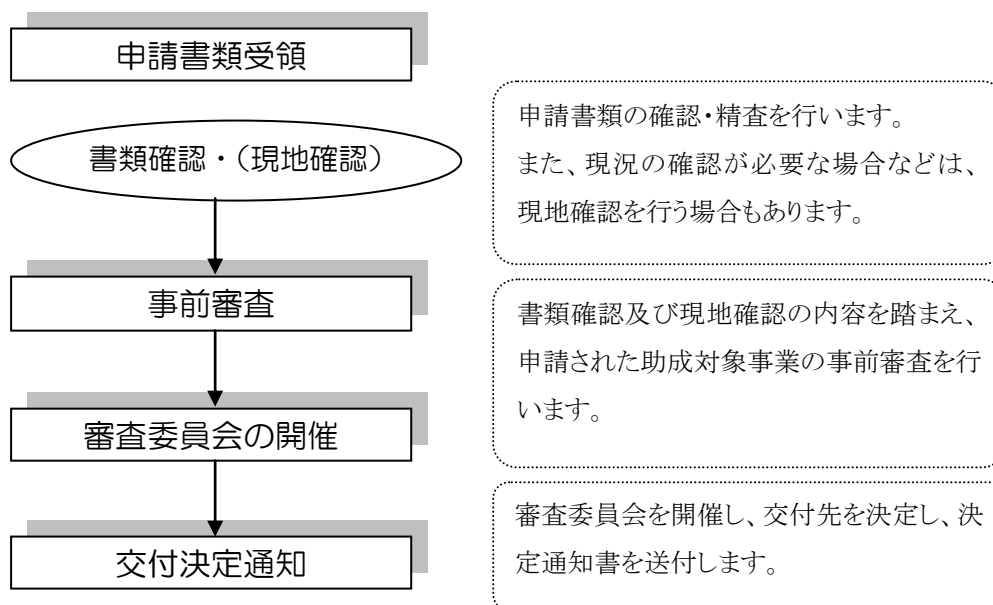 申請書類受領
書類確認・（現地確認）
申請書類の確認・精査を行います。
また、現況の確認が必要な場合などは、
現地確認を行う場合もあります。
事前審査
書類確認及び現地確認の内容を踏まえ、
申請された助成対象事業の事前審査を行
います。
審査委員会の開催
審査委員会を開催し、交付先を決定し、決
定通知書を送付します。
交付決定通知